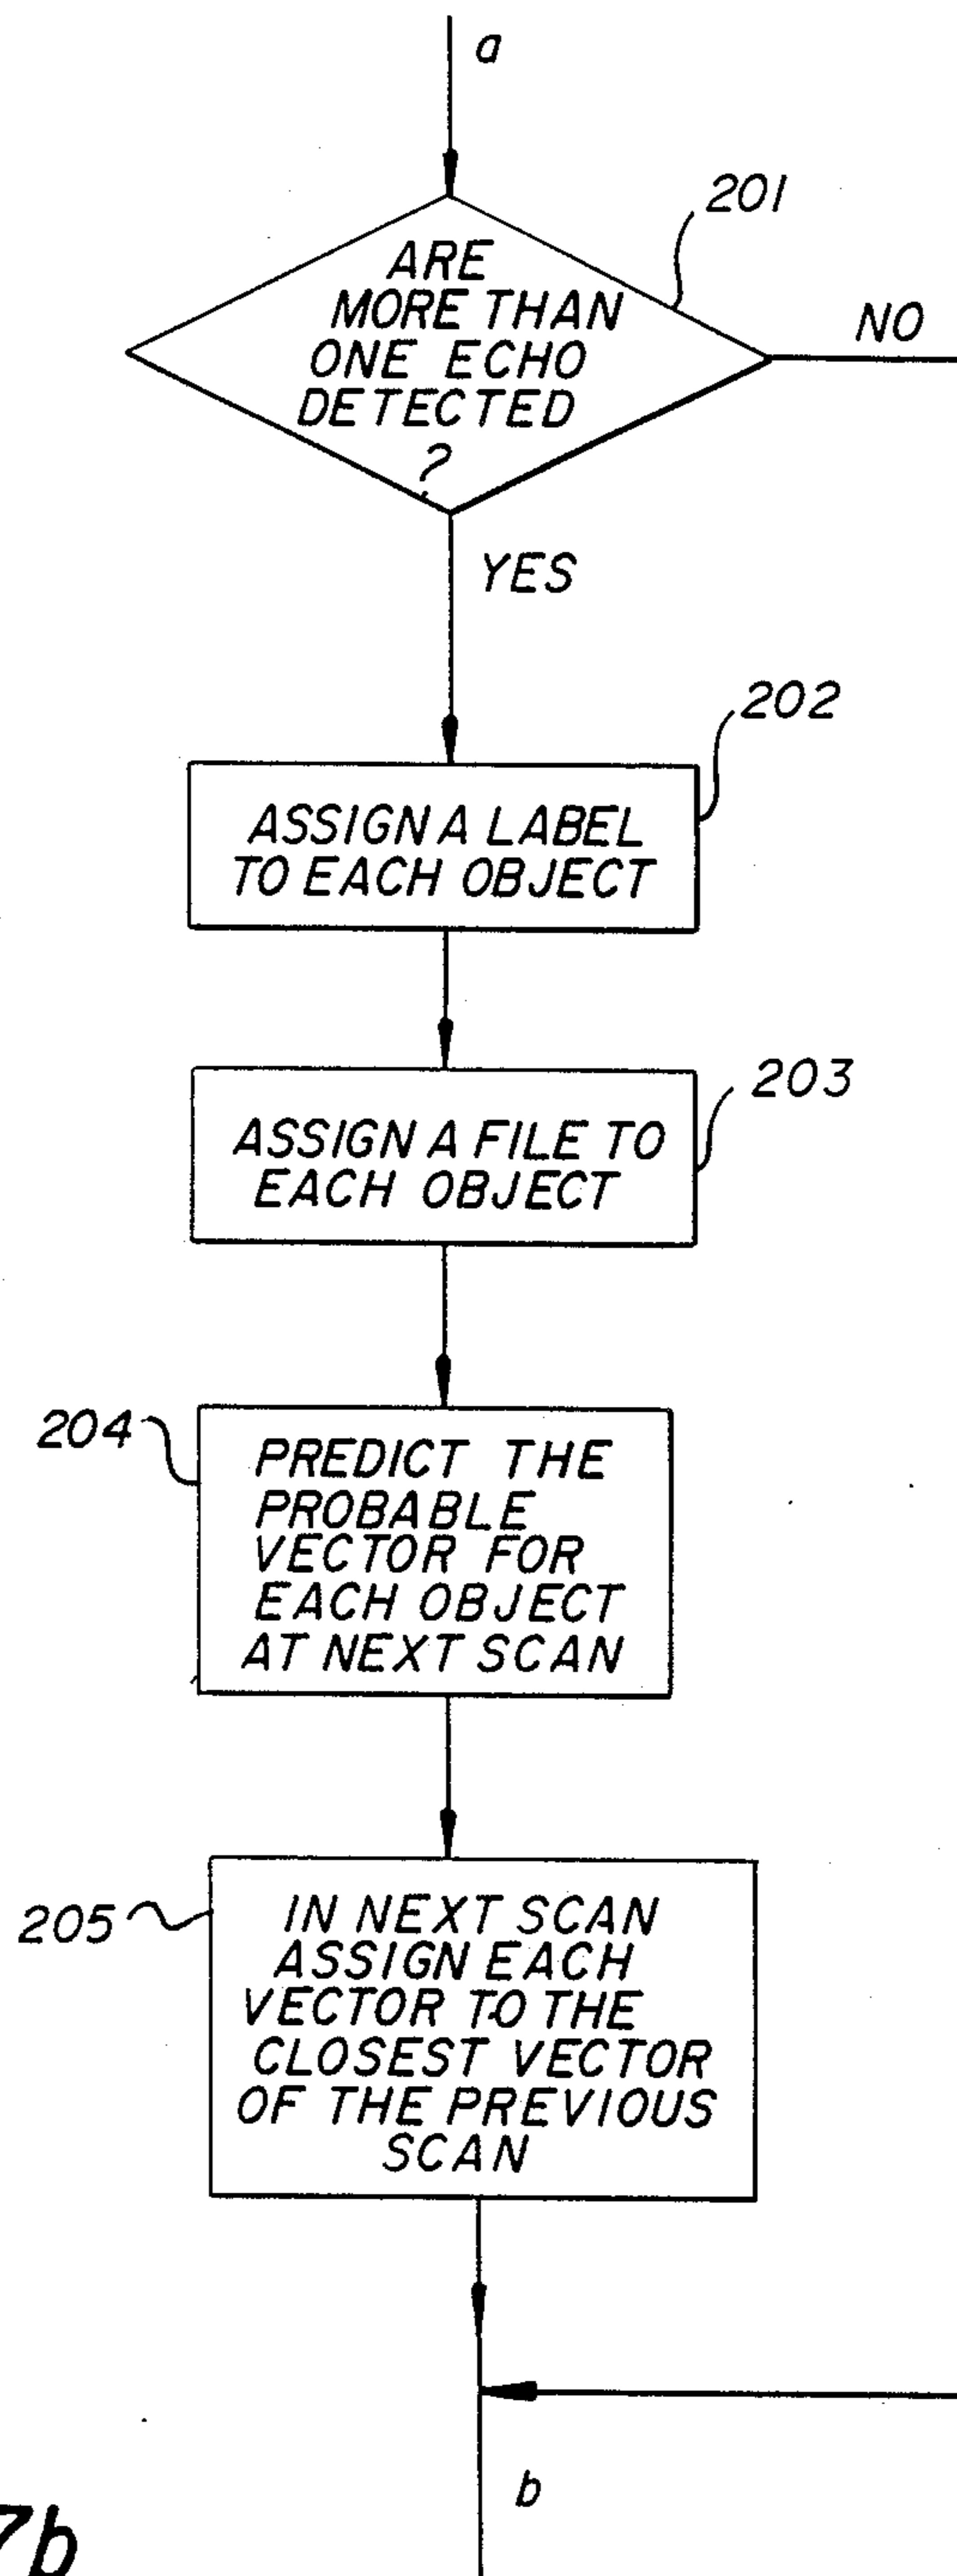 a
201
ARE
MORE THAN
ONE ECHO
DETECTED
?
NO
YES
202
ASSIGN A LABEL
TO EACH OBJECT
203
ASSIGN A FILE TO
EACH OBJECT
204
PREDICT THE
PROBABLE
VECTOR FOR
EACH OBJECT
AT NEXT SCAN
205
IN NEXT SCAN
ASSIGN EACH
VECTOR TO THE
CLOSEST VECTOR
OF THE PREVIOUS
SCAN
b
7b